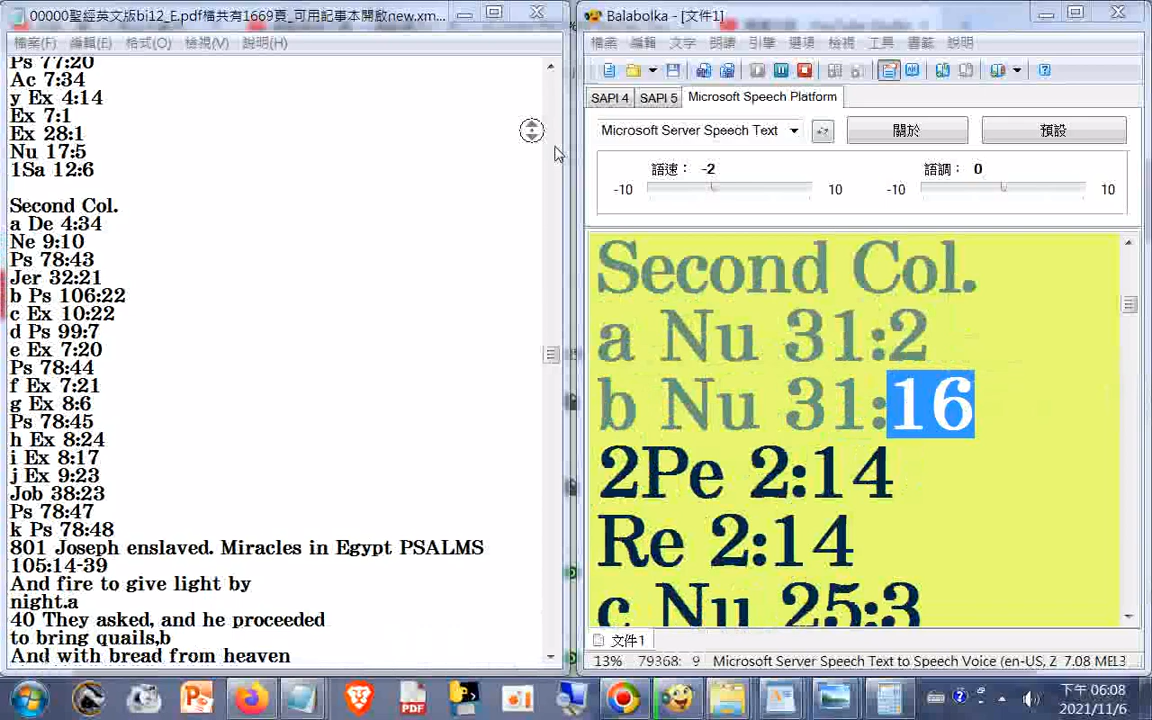 00000聖經英文版bi12_E.pdf檔共有1669頁_可用記事本開啟new.xm...
檔案(F) 編輯(E) 格式(O) 檢視(V) 說明(H)
Ps 77:20
Ac 7:34
y Ex 4:14
Ex 7:1
Ex 28:1
Nu 17:5
1Sa 12:6
Second Col.
a De 4:34
Ne 9:10
Ps 78:43
Jer 32:21
b Ps 106:22
c Ex 10:22
d Ps 99:7
e Ex 7:20
Ps 78:44
f Ex 7:21
g Ex 8:6
Ps 78:45
h Ex 8:24
i Ex 8:17
j Ex 9:23
Job 38:23
Ps 78:47
k Ps 78:48
801 Joseph enslaved. Miracles in Egypt PSALMS
105:14-39
And fire to give light by
night.a
40 They asked, and he proceeded
to bring quails,b
And with bread from heaven
Balabolka - [文件1]
檔案 編輯 文字 朗讀 引擎 選項 檢視 工具 書籤 說明
SAPI 4 SAPI 5 Microsoft Speech Platform
Microsoft Server Speech Text 關於 預設
語速： -2 語調： 0
-10 10 -10 10
Second Col.
a Nu 31:2
b Nu 31:16
2Pe 2:14
Re 2:14
c Nu 25:3
文件1
13% 79368: 9 Microsoft Server Speech Text to Speech Voice (en-US, Z 7.08 MЕ13
PDF
下午 06:08
2021/11/6